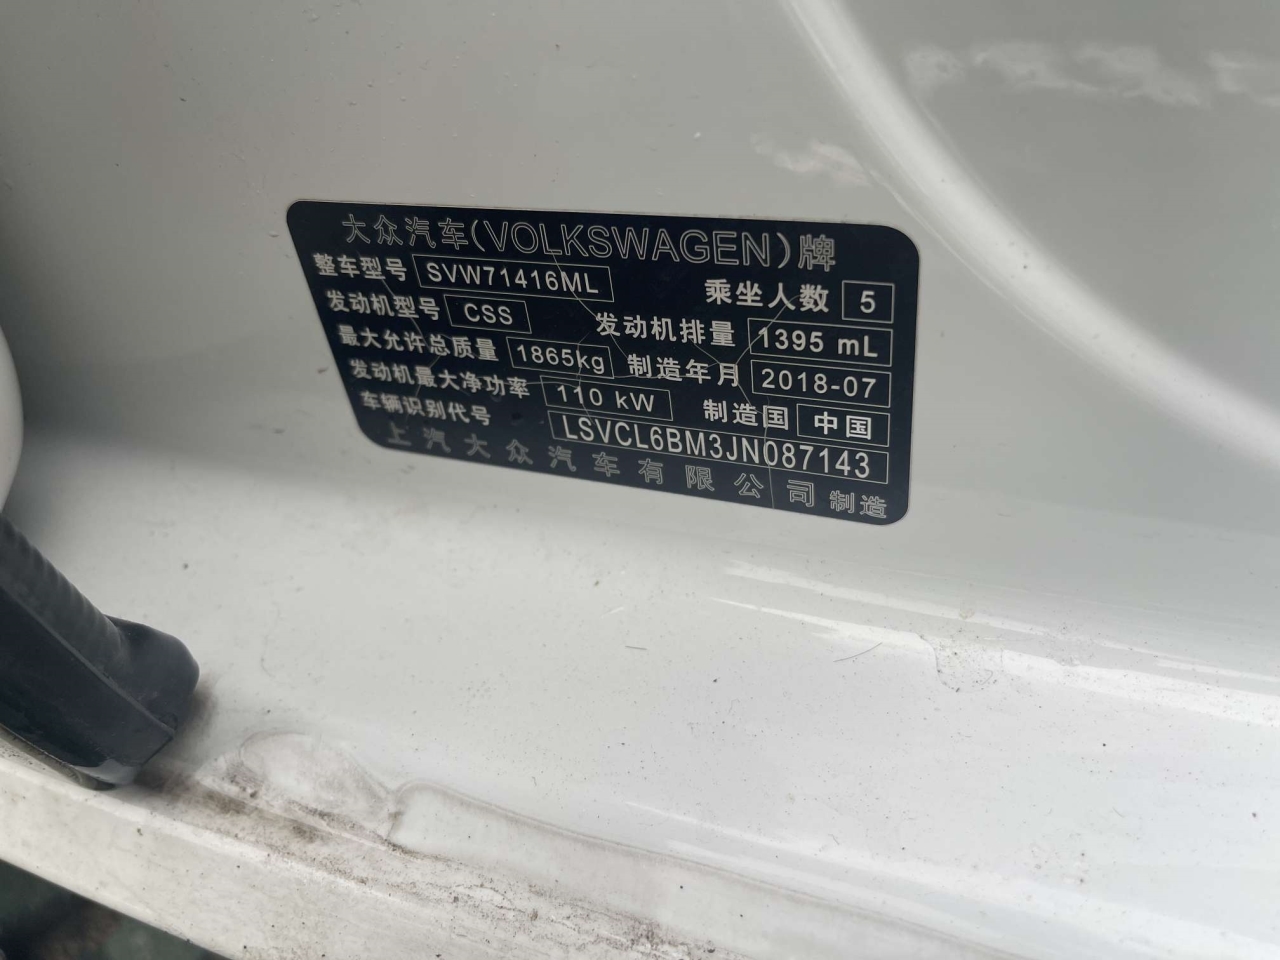 大众汽车(VOLKSWAGEN)牌
整车型号 SVW71416ML 乘坐人数 5
发动机型号 CSS 发动机排量 1395 mL
最大允许总质量 1865kg 制造年月 2018-07
发动机最大净功率 110 kW 制造国 中国
车辆识别代号 LSVCL6BM3JN087143
上汽大众汽车有限公司制造